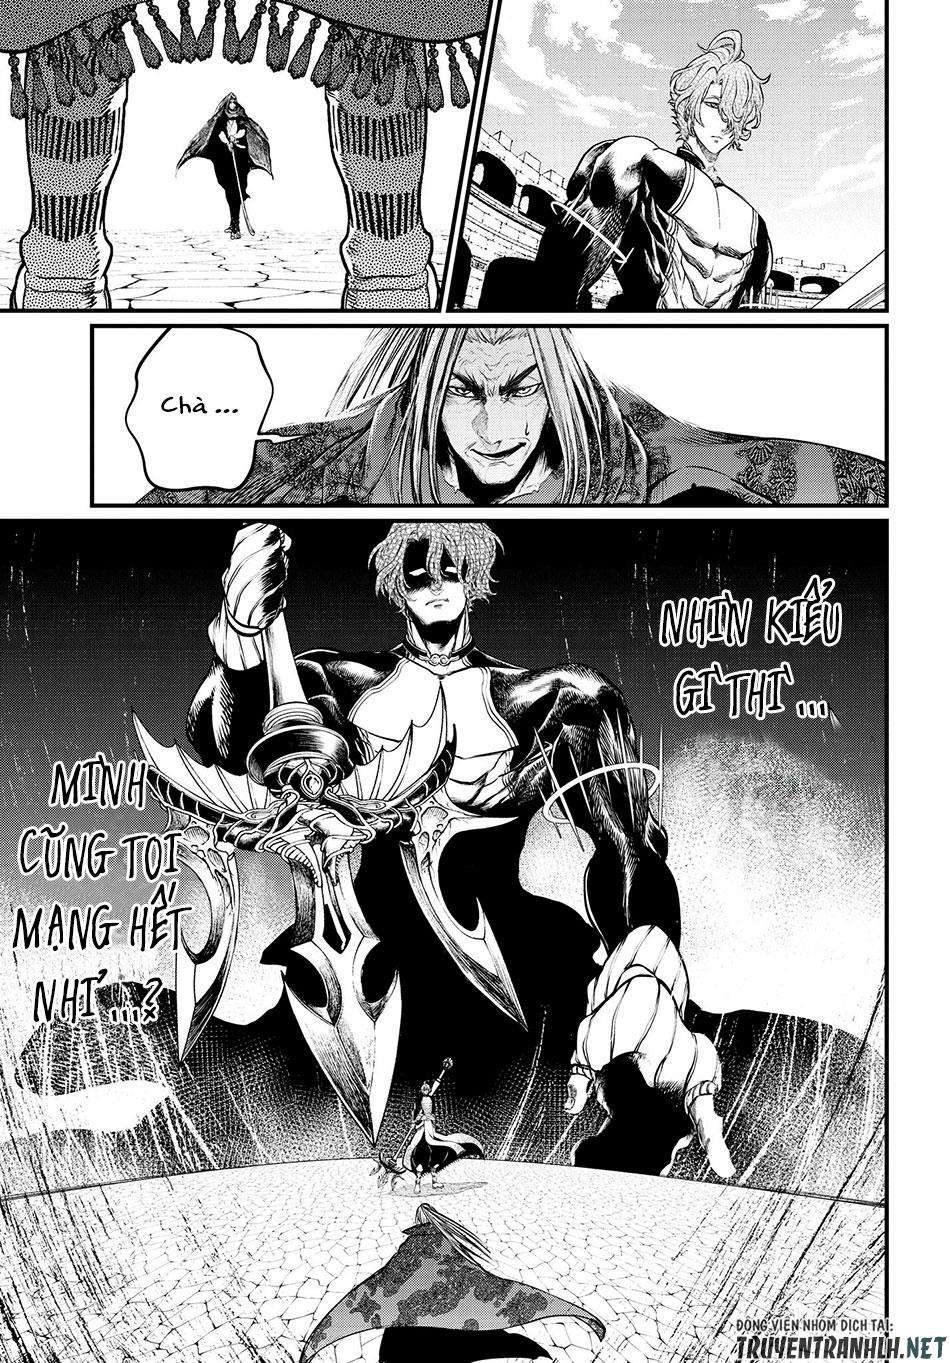 Chà ...
NHÌN KIỂU
GÌ THÌ ...
MÌNH
CŨNG TOI
MẠNG HẾT
NHỈ ...?
ĐỘNG VIÊN NHÓM DỊCH TẠI:
TRUYENTRANHLH.NET